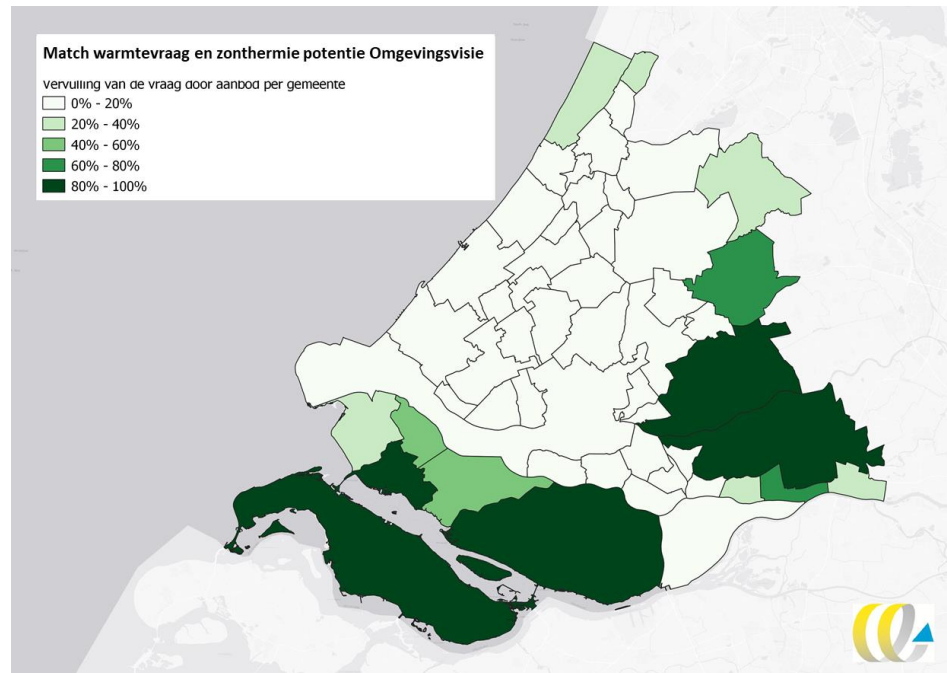 Match warmtevraag en zonthermie potentie Omgevingsvisie
Vervulling van de vraag door aanbod per gemeente
0% - 20%
20% - 40%
40% - 60%
60% - 80%
80% - 100%